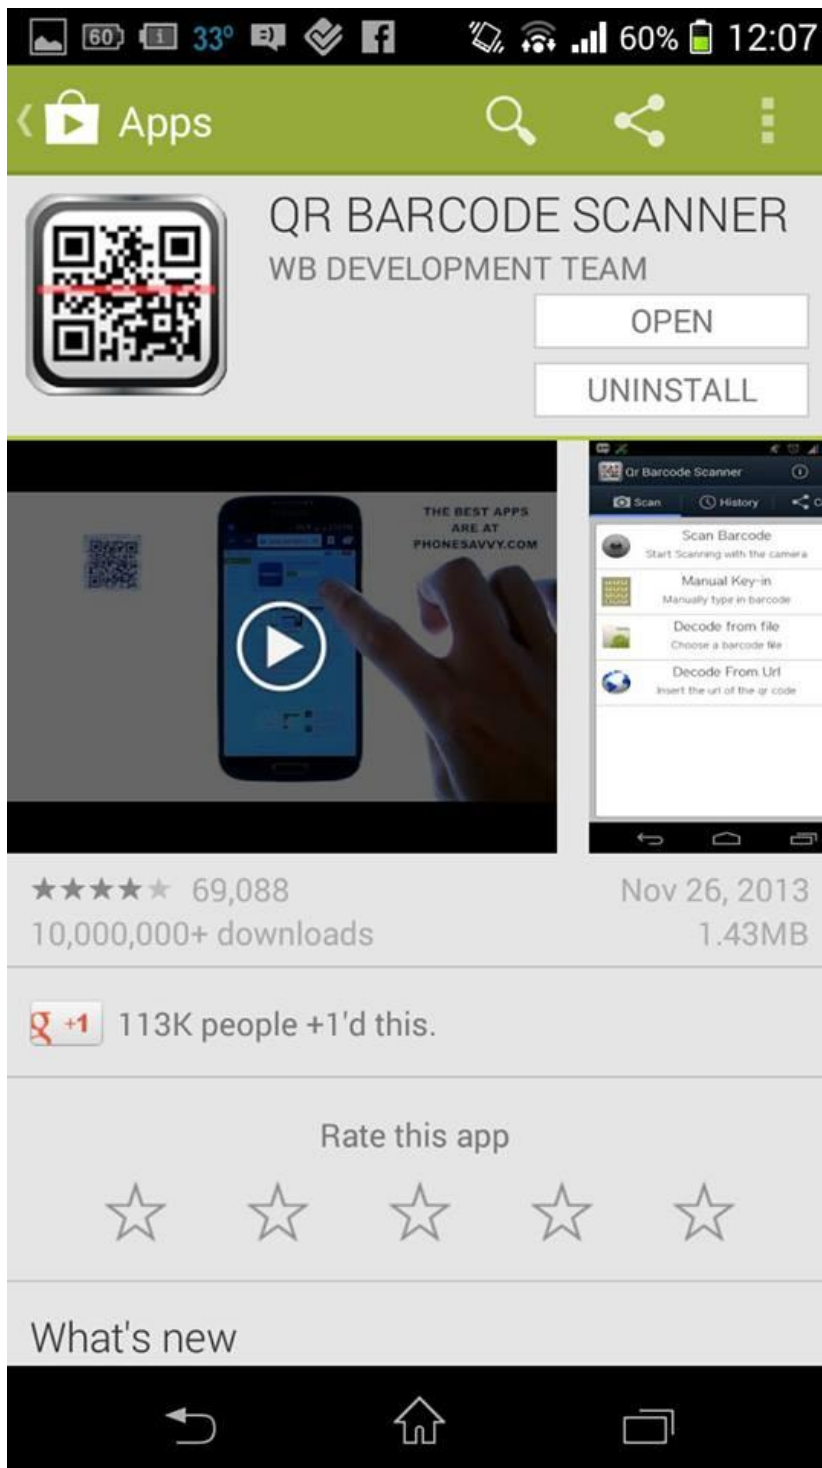 60 33° 60% 12:07
Apps
QR BARCODE SCANNER
WB DEVELOPMENT TEAM
OPEN
UNINSTALL
THE BEST APPS
ARE AT
PHONESAVVY.COM
Qr Barcode Scanner
Scan History
Scan Barcode
Start Scanning with the camera
Manual Key-in
Manually type in barcode
Decode from file
Choose a barcode file
Decode From Url
Insert the url of the qr code
69,088 Nov 26, 2013
10,000,000+ downloads 1.43MB
g +1 113K people +1'd this.
Rate this app
What's new